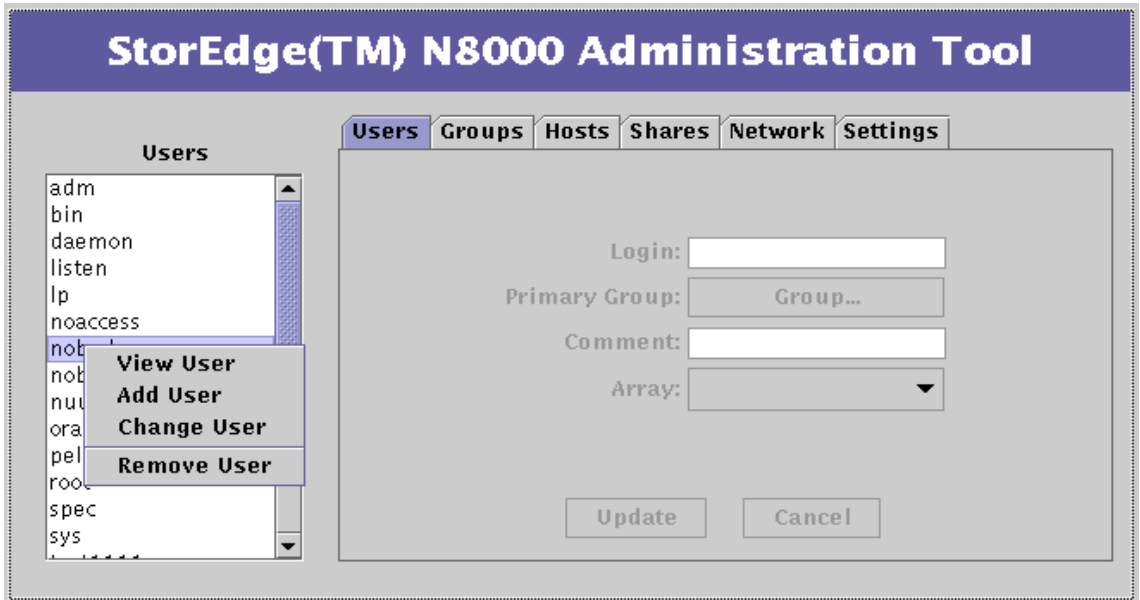 StorEdge(TM) N8000 Administration Tool
Users Groups Hosts Shares Network Settings
Users
adm
bin
daemon
listen
lp
noaccess
View User
Add User
Change User
Remove User
root
spec
sys
Login:
Primary Group: Group...
Comment:
Array:
Update Cancel